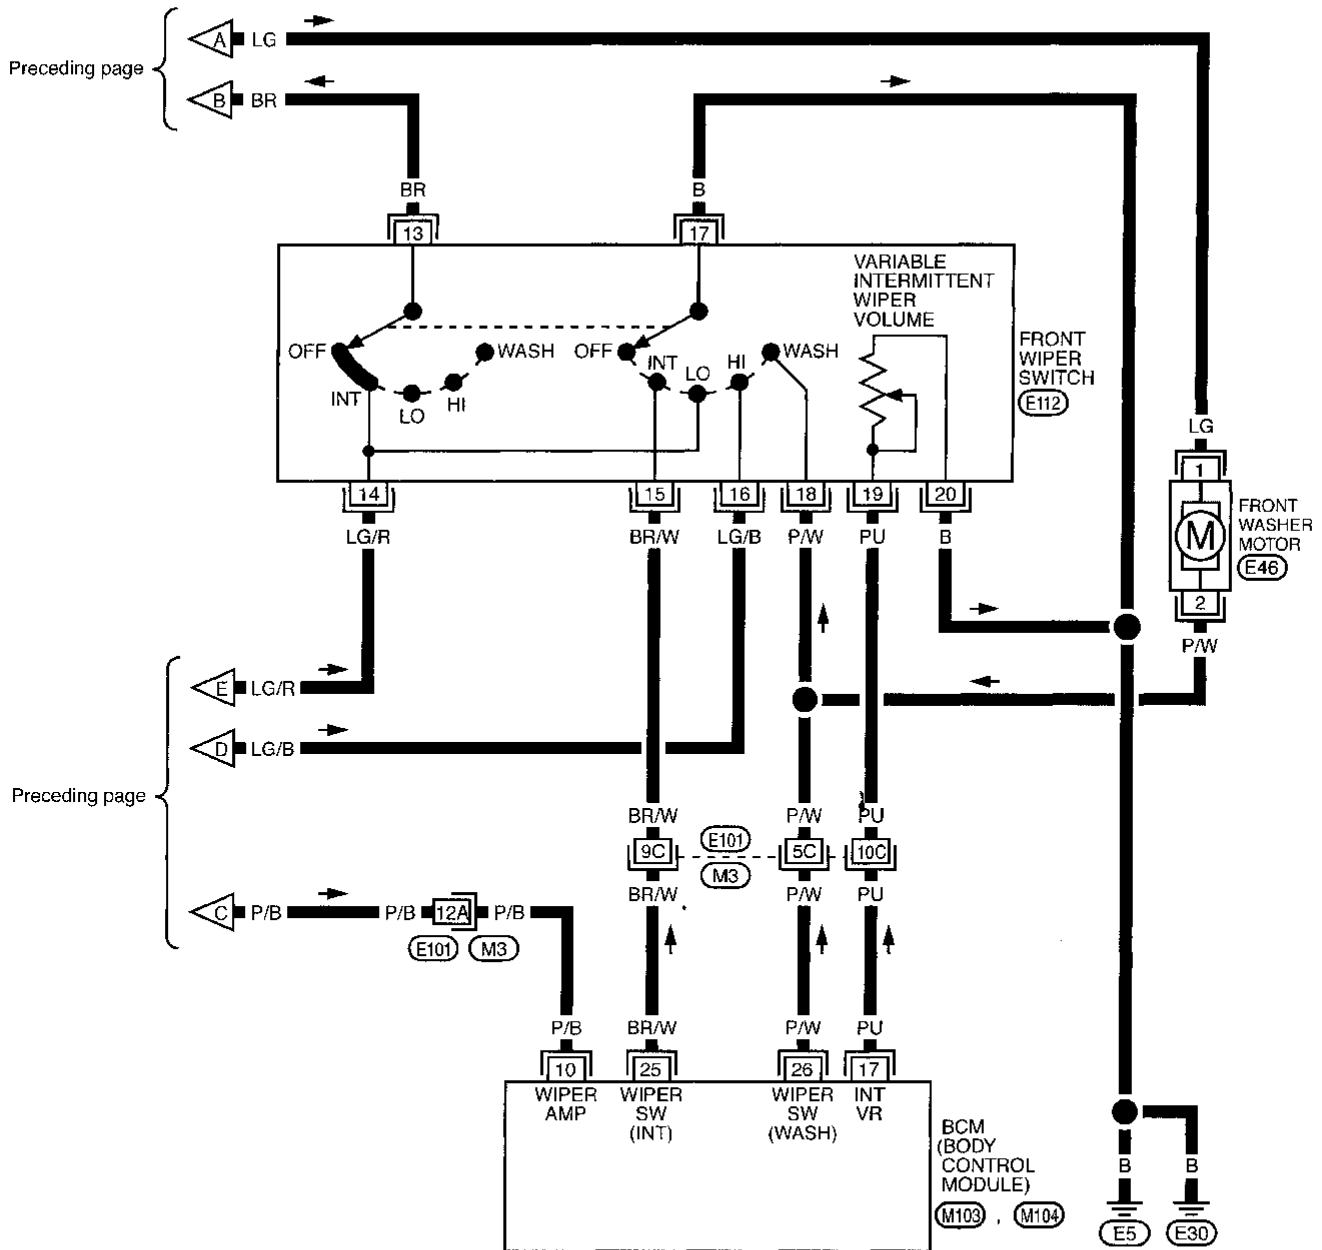 A LG
Preceding page
B BR
BR
B
13
17
VARIABLE
INTERMITTENT
WIPER
VOLUME
OFF
WASH
OFF
INT
LO
HI
WASH
INT
LO
HI
FRONT
WIPER
SWITCH
E112
LG
1
14
15
16
18
19
20
LG/R
BR/W
LG/B
P/W
PU
B
M
FRONT
WASHER
MOTOR
E46
2
P/W
E LG/R
D LG/B
Preceding page
BR/W
P/W
PU
9C
E101
5C
10C
M3
BR/W
P/W
PU
C P/B
P/B
12A
P/B
E101
M3
P/B
BR/W
P/W
PU
10
25
26
17
WIPER
AMP
WIPER
SW
(INT)
WIPER
SW
(WASH)
INT
VR
BCM
(BODY
CONTROL
MODULE)
M103 , M104
B
B
E5
E30